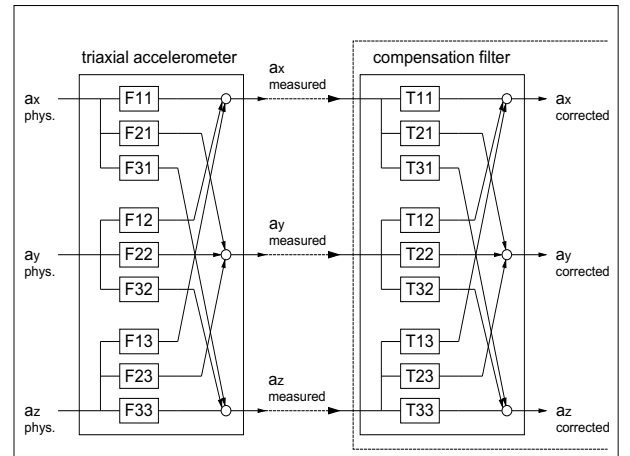 triaxial accelerometer
ax
measured
compensation filter
ax
phys.
F11
F21
F31
T11
T21
T31
ax
corrected
ay
phys.
F12
F22
F32
ay
measured
T12
T22
T32
ay
corrected
az
phys.
F13
F23
F33
az
measured
T13
T23
T33
az
corrected